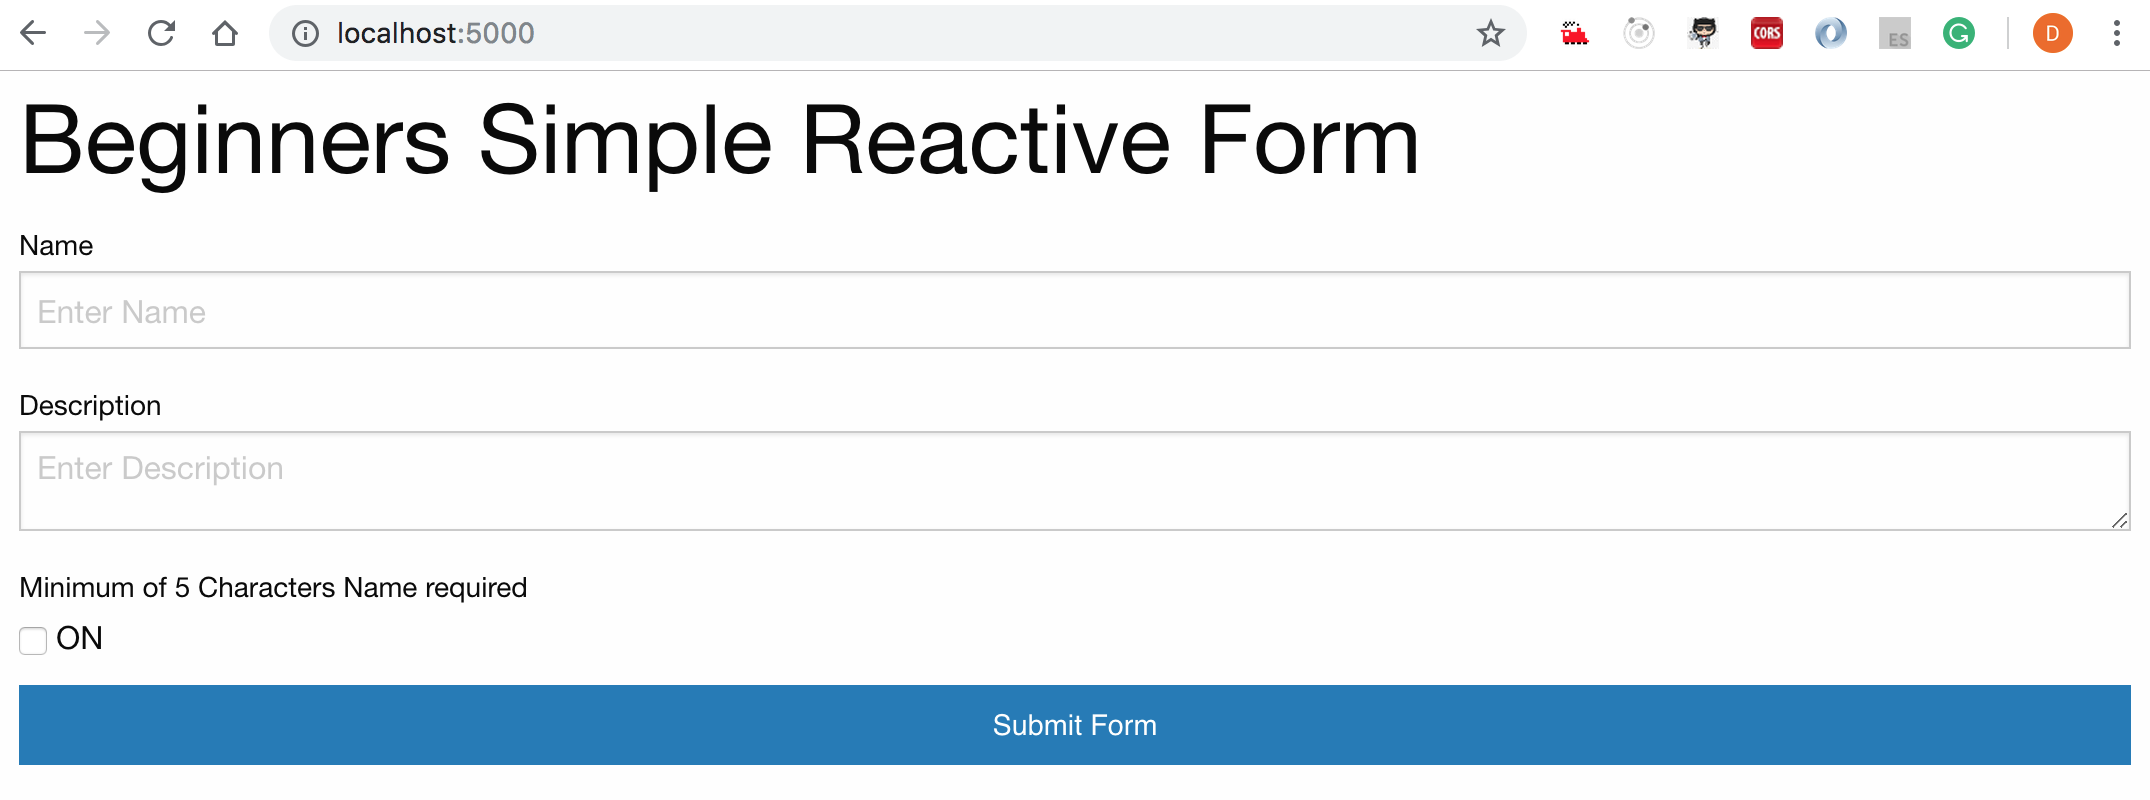 localhost:5000
CORS
ES
G
D
Beginners Simple Reactive Form
Name
Enter Name
Description
Enter Description
Minimum of 5 Characters Name required
ON
Submit Form